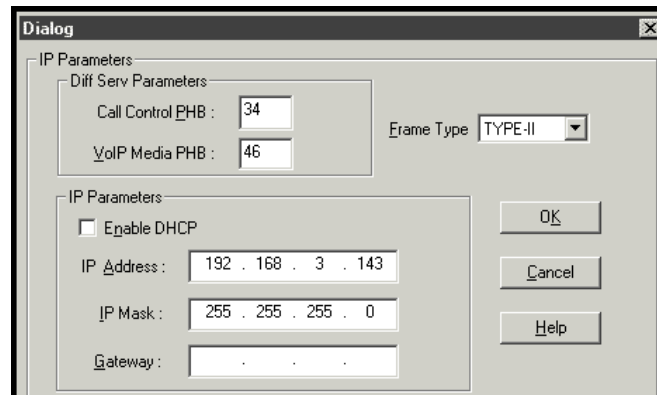 Dialog
IP Parameters
Diff Serv Parameters
Call Control PHB : 34
VoIP Media PHB : 46
Frame Type TYPE-II
IP Parameters
Enable DHCP
IP Address : 192 . 168 . 3 . 143
IP Mask : 255 . 255 . 255 . 0
Gateway : . . .
OK
Cancel
Help